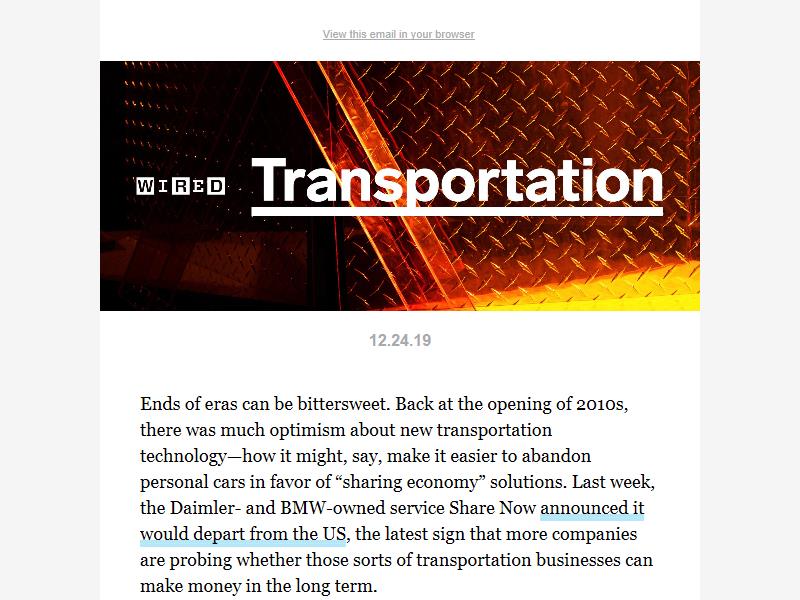 View this email in your browser
WIRED Transportation
12.24.19
Ends of eras can be bittersweet. Back at the opening of 2010s,
there was much optimism about new transportation
technology—how it might, say, make it easier to abandon
personal cars in favor of “sharing economy” solutions. Last week,
the Daimler- and BMW-owned service Share Now announced it
would depart from the US, the latest sign that more companies
are probing whether those sorts of transportation businesses can
make money in the long term.